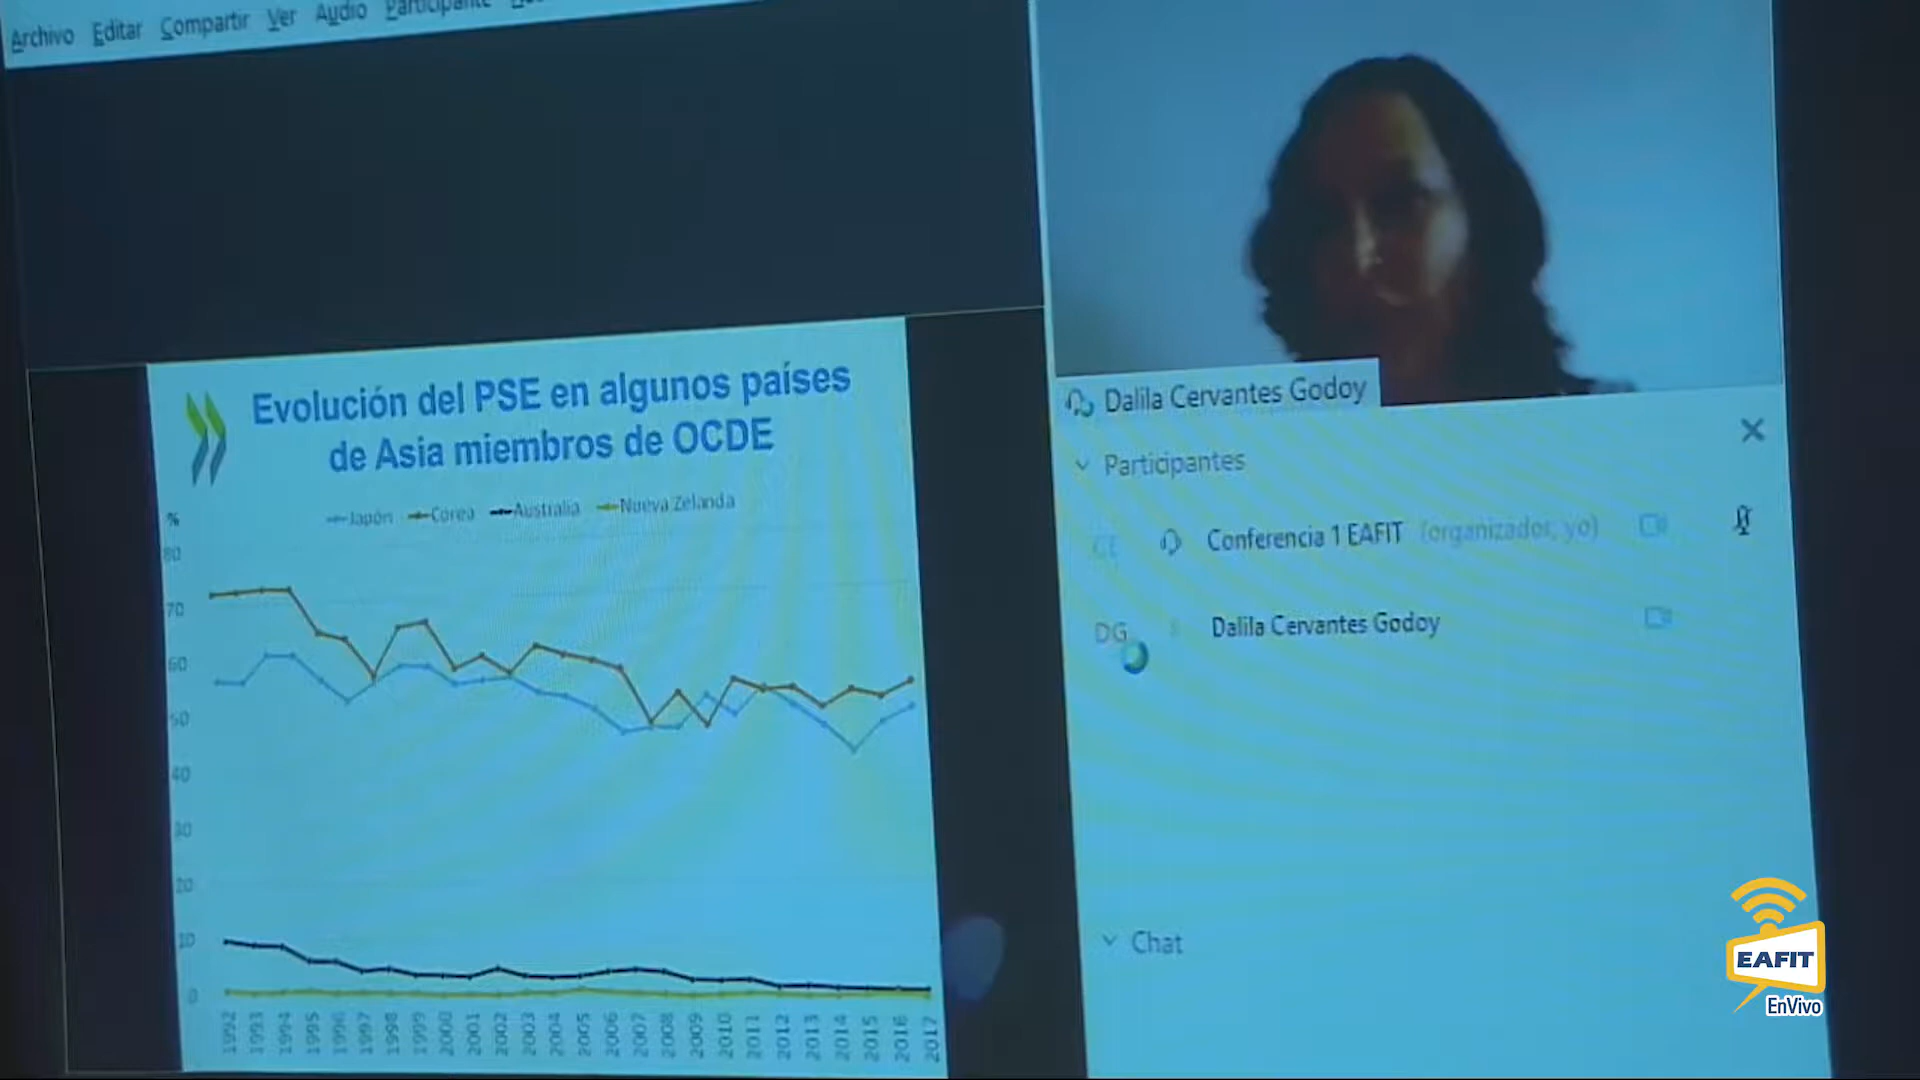 Archivo Editar Compartir Ver Audio Participante
Dalila Cervantes Godoy
Evolución del PSE en algunos países
de Asia miembros de OCDE
Japón Corea Australia Nueva Zelanda
%
80
70
60
50
40
30
20
10
0
1992 1993 1994 1995 1996 1997 1998 1999 2000 2001 2002 2003 2004 2005 2006 2007 2008 2009 2010 2011 2012 2013 2014 2015 2016 2017
Participantes
CE Conferencia 1 EAFIT (organizador, yo)
DG Dalila Cervantes Godoy
Chat
EAFIT
EnVivo